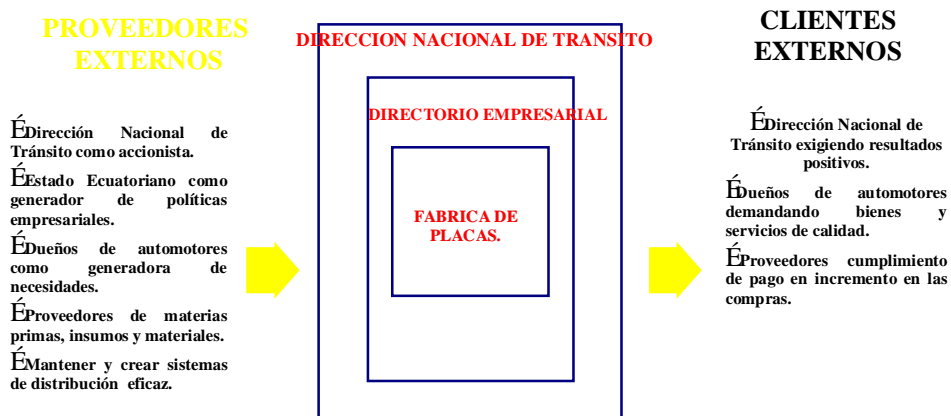 PROVEEDORES
EXTERNOS
ÉDirección Nacional de
Tránsito como accionista.
ÉEstado Ecuatoriano como
generador de políticas
empresariales.
ÉDueños de automotores
como generadora de
necesidades.
ÉProveedores de materias
primas, insumos y materiales.
ÉMantener y crear sistemas
de distribución eficaz.
DIRECCION NACIONAL DE TRANSITO
DIRECTORIO EMPRESARIAL
FABRICA DE
PLACAS.
CLIENTES
EXTERNOS
ÉDirección Nacional de
Tránsito exigiendo resultados
positivos.
ÉDueños de automotores
demandando bienes y
servicios de calidad.
ÉProveedores cumplimiento
de pago en incremento en las
compras.